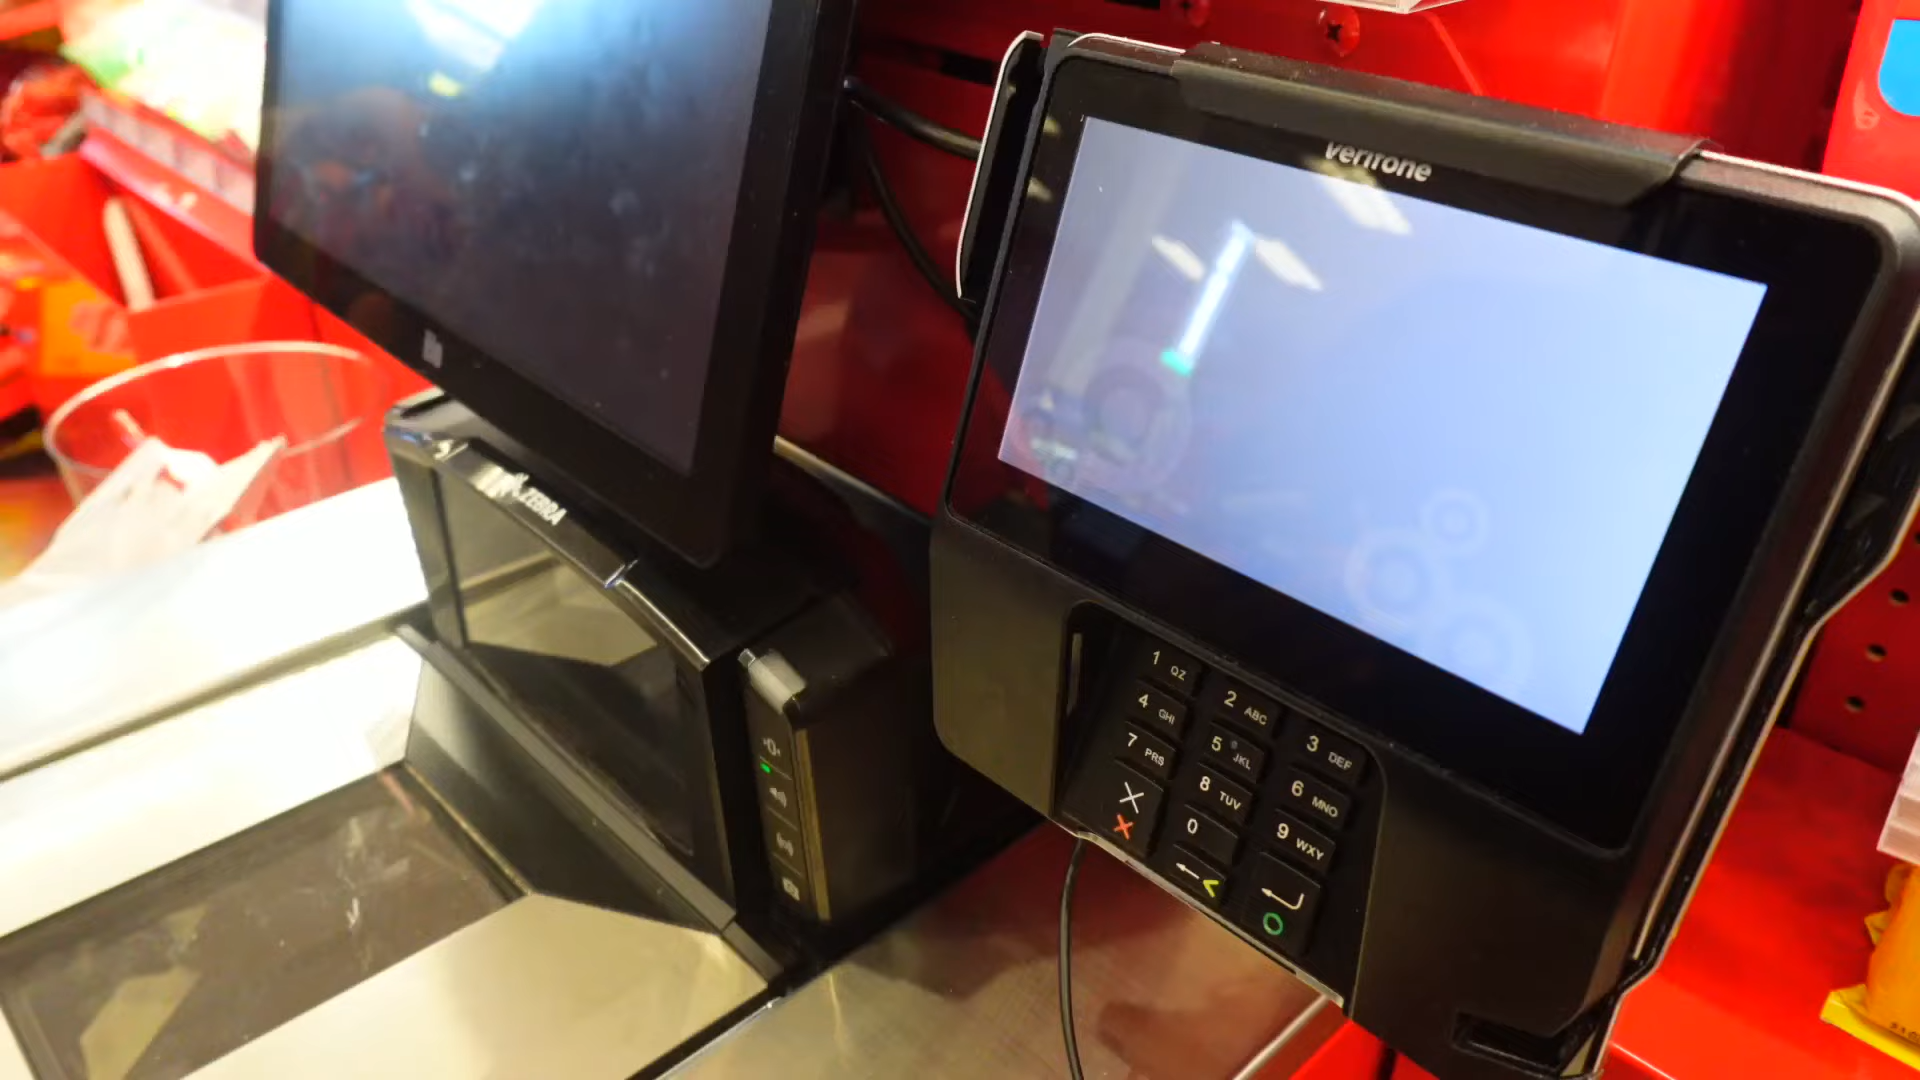 verifone
ZEBRA
1 QZ
2 ABC
3 DEF
4 GHI
5 JKL
6 MNO
7 PRS
8 TUV
9 WXY
0